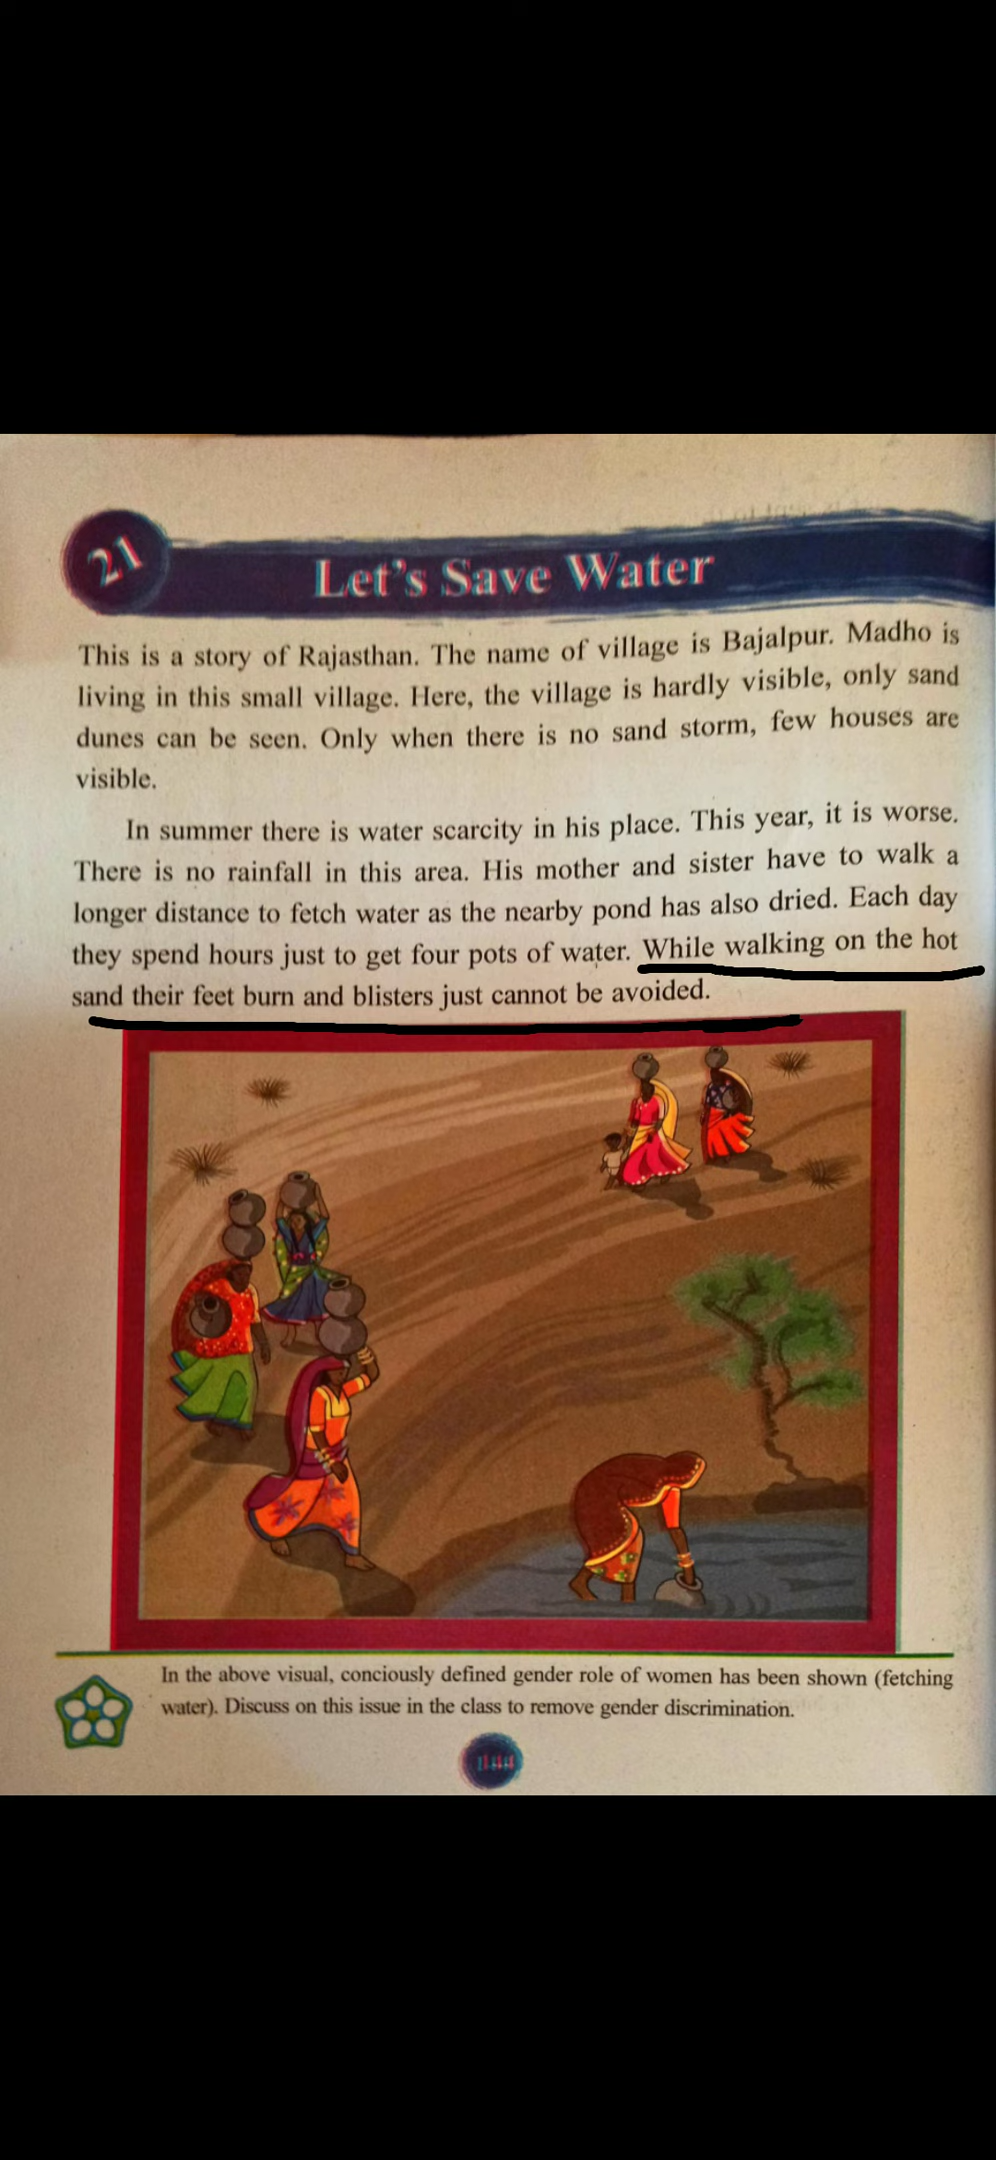 21
Let's Save Water
This is a story of Rajasthan. The name of village is Bajalpur. Madho is
living in this small village. Here, the village is hardly visible, only sand
dunes can be seen. Only when there is no sand storm, few houses are
visible.
In summer there is water scarcity in his place. This year, it is worse.
There is no rainfall in this area. His mother and sister have to walk a
longer distance to fetch water as the nearby pond has also dried. Each day
they spend hours just to get four pots of water. While walking on the hot
sand their feet burn and blisters just cannot be avoided.
In the above visual, conciously defined gender role of women has been shown (fetching
water). Discuss on this issue in the class to remove gender discrimination.
144